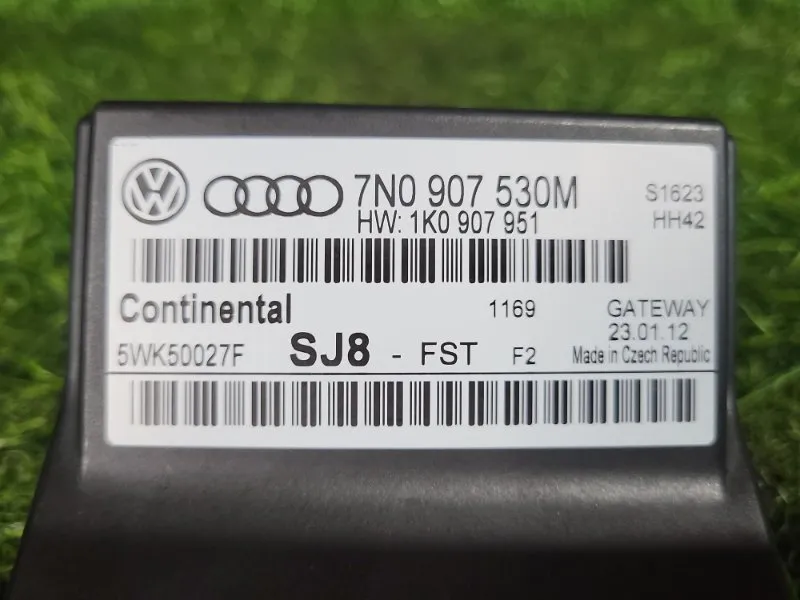 7N0 907 530M S1623
HW: 1K0 907 951 HH42
Continental 1169 GATEWAY
23.01.12
5WK50027F SJ8 - FST F2 Made in Czech Republic